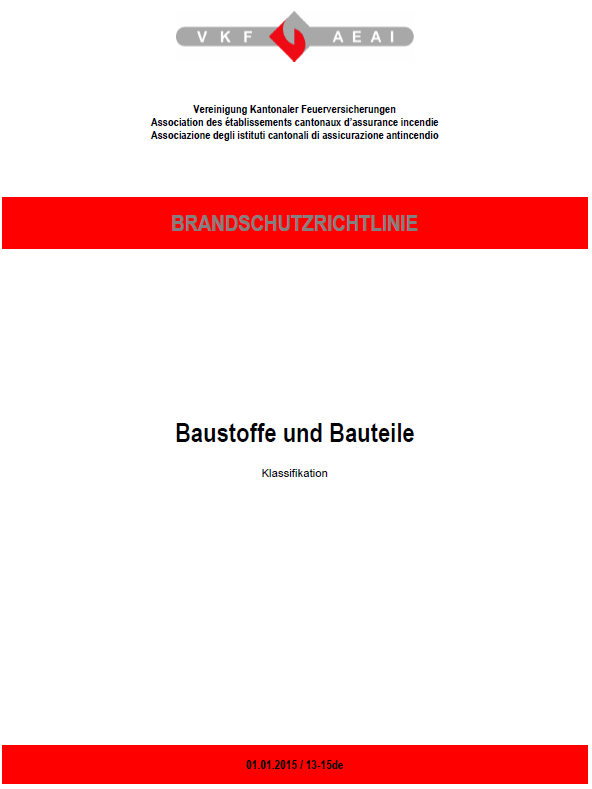 VKF AEAI
Vereinigung Kantonaler Feuerversicherungen
Association des établissements cantonaux d'assurance incendie
Associazione degli istituti cantonali di assicurazione antincendio
BRANDSCHUTZRICHTLINIE
Baustoffe und Bauteile
Klassifikation
01.01.2015 / 13-15de